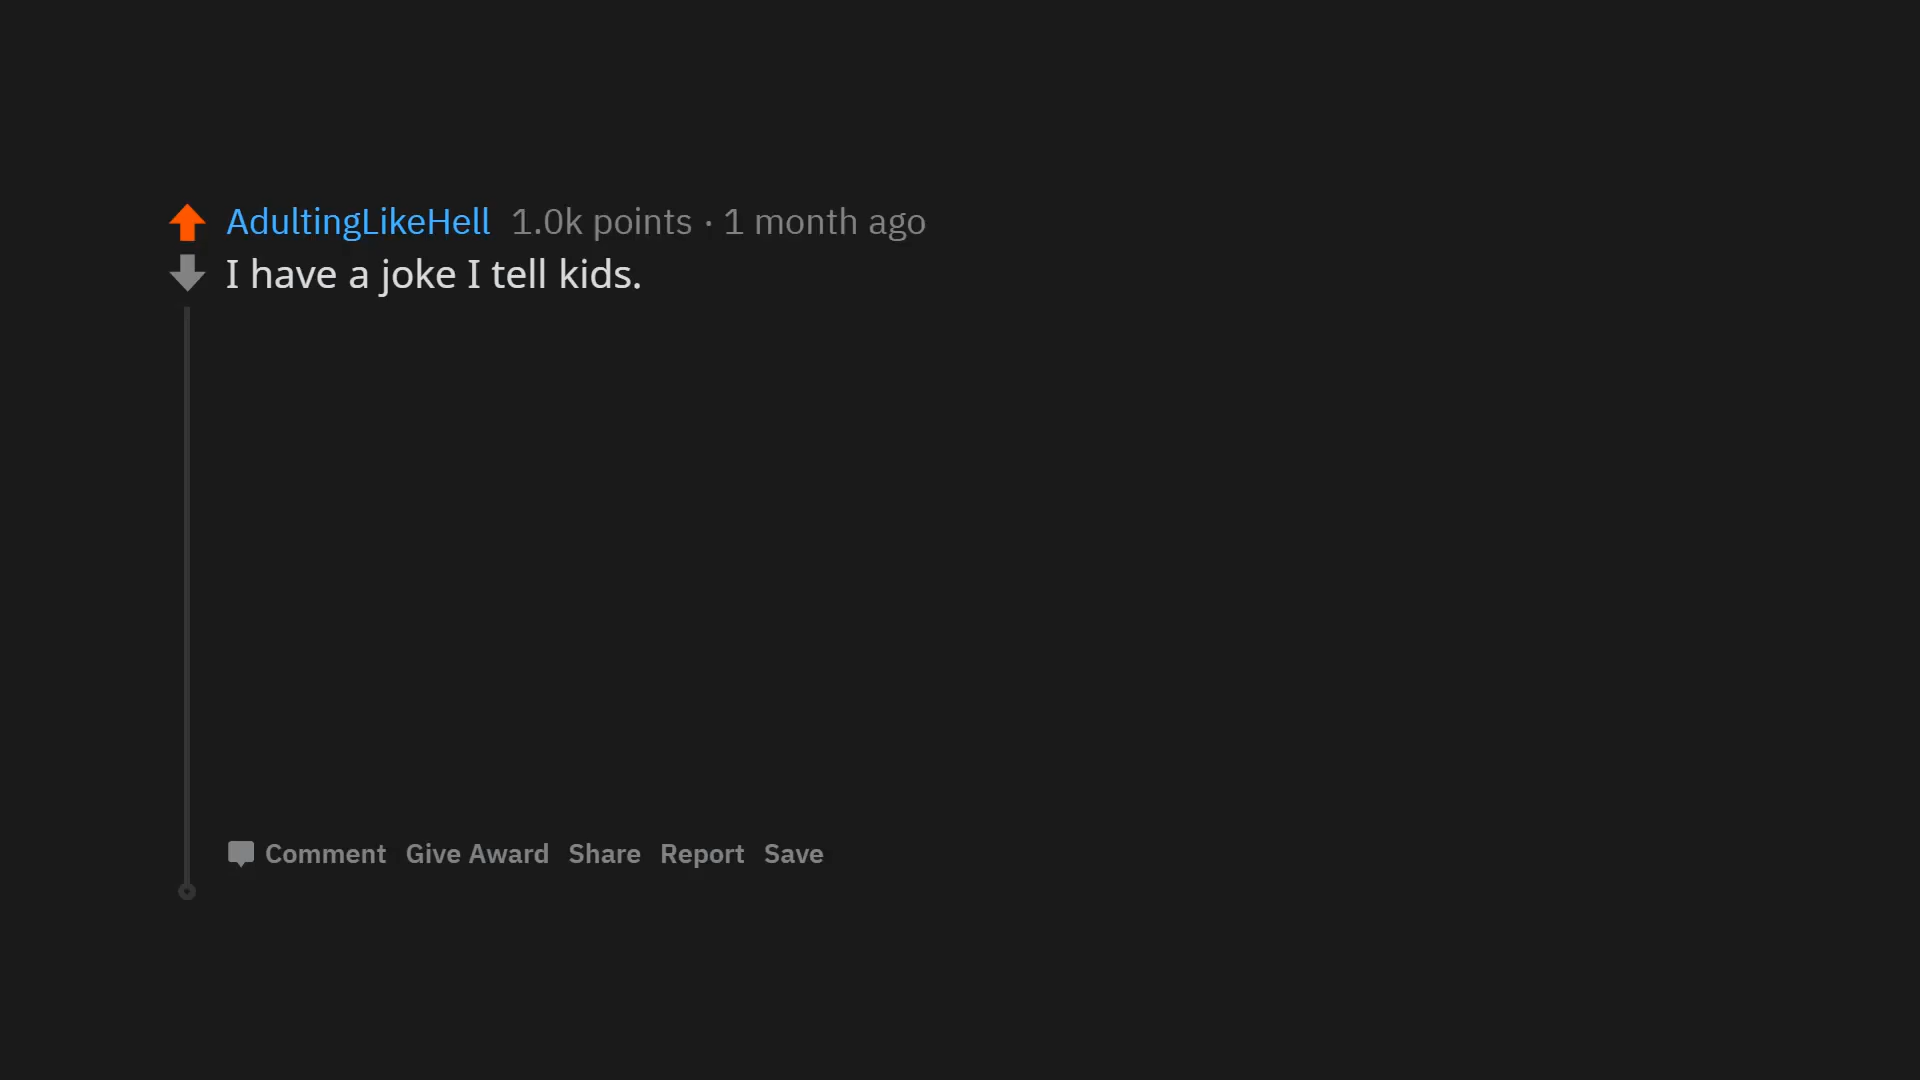 AdultingLikeHell 1.0k points · 1 month ago
I have a joke I tell kids.
Comment Give Award Share Report Save